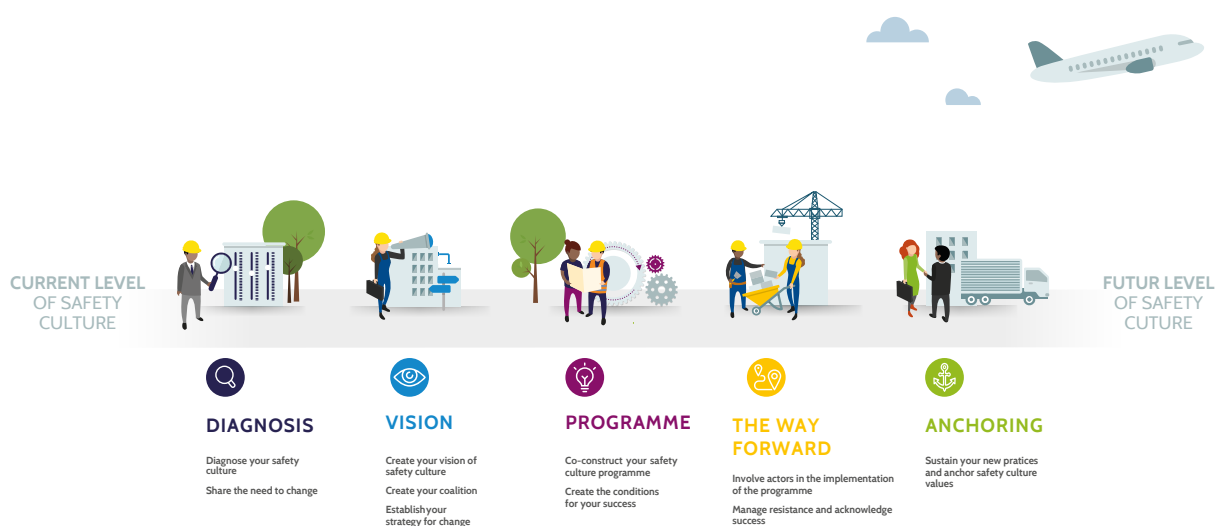 CURRENT LEVEL
OF SAFETY
CULTURE
FUTUR LEVEL
OF SAFETY
CUTURE
DIAGNOSIS
Diagnose your safety
culture
Share the need to change
VISION
Create your vision of
safety culture
Create your coalition
Establish your
strategy for change
PROGRAMME
Co-construct your safety
culture programme
Create the conditions
for your success
THE WAY
FORWARD
Involve actors in the implementation
of the programme
Manage resistance and acknowledge
success
ANCHORING
Sustain your new pratices
and anchor safety culture
values